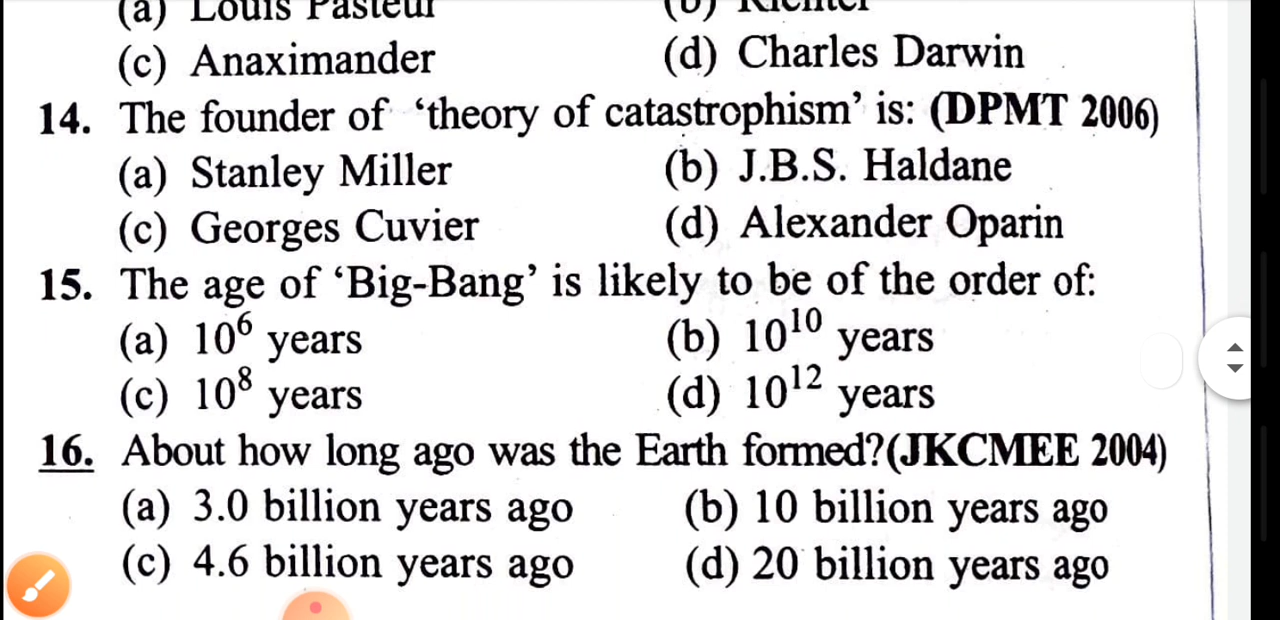 (a) Louis Pasteur (b) Richter
(c) Anaximander (d) Charles Darwin
14. The founder of ‘theory of catastrophism’ is: (DPMT 2006)
(a) Stanley Miller (b) J.B.S. Haldane
(c) Georges Cuvier (d) Alexander Oparin
15. The age of ‘Big-Bang’ is likely to be of the order of:
(a) 10⁶ years (b) 10¹⁰ years
(c) 10⁸ years (d) 10¹² years
16. About how long ago was the Earth formed?(JKCMEE 2004)
(a) 3.0 billion years ago (b) 10 billion years ago
(c) 4.6 billion years ago (d) 20 billion years ago